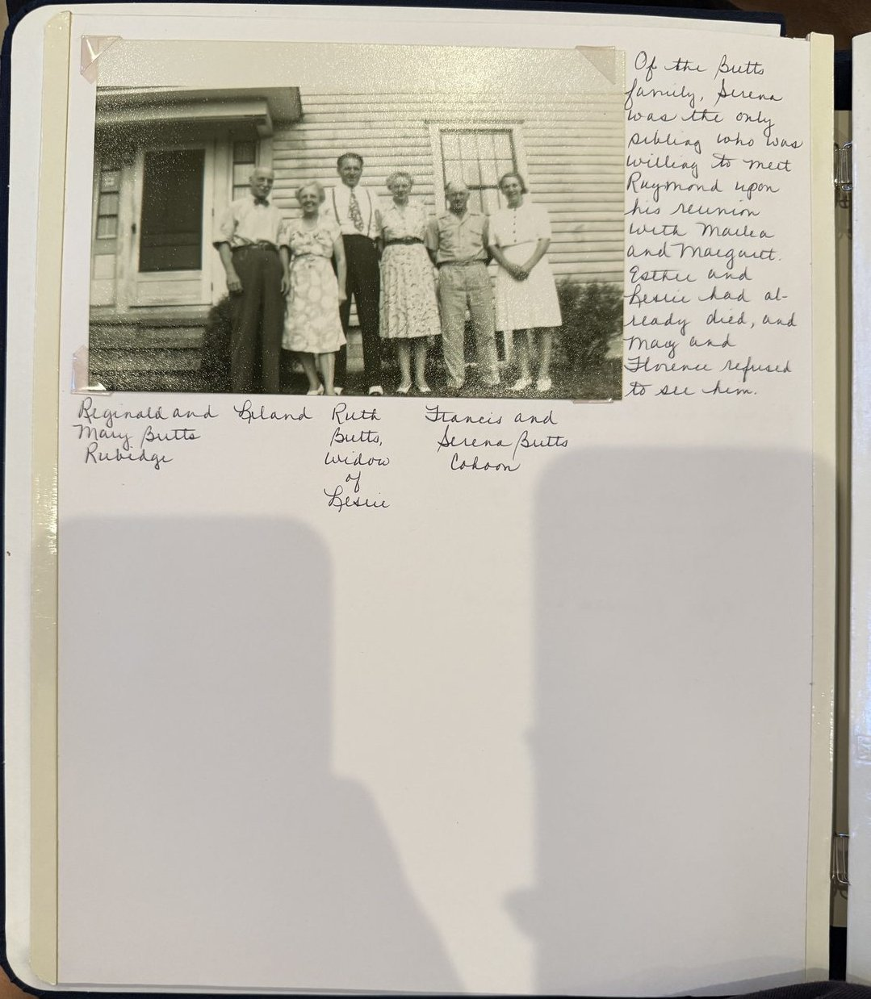 Of the Butts
family, Serena
was the only
sibling who was
willing to meet
Raymond upon
his reunion
with Marlea
and Margaret.
Esther and
Leslie had al-
ready died, and
Mary and
Florence refused
to see him.
Reginald and
Mary Butts
Rubidge
Leland
Ruth
Butts,
widow
of
Leslie
Francis and
Serena Butts
Cohoon